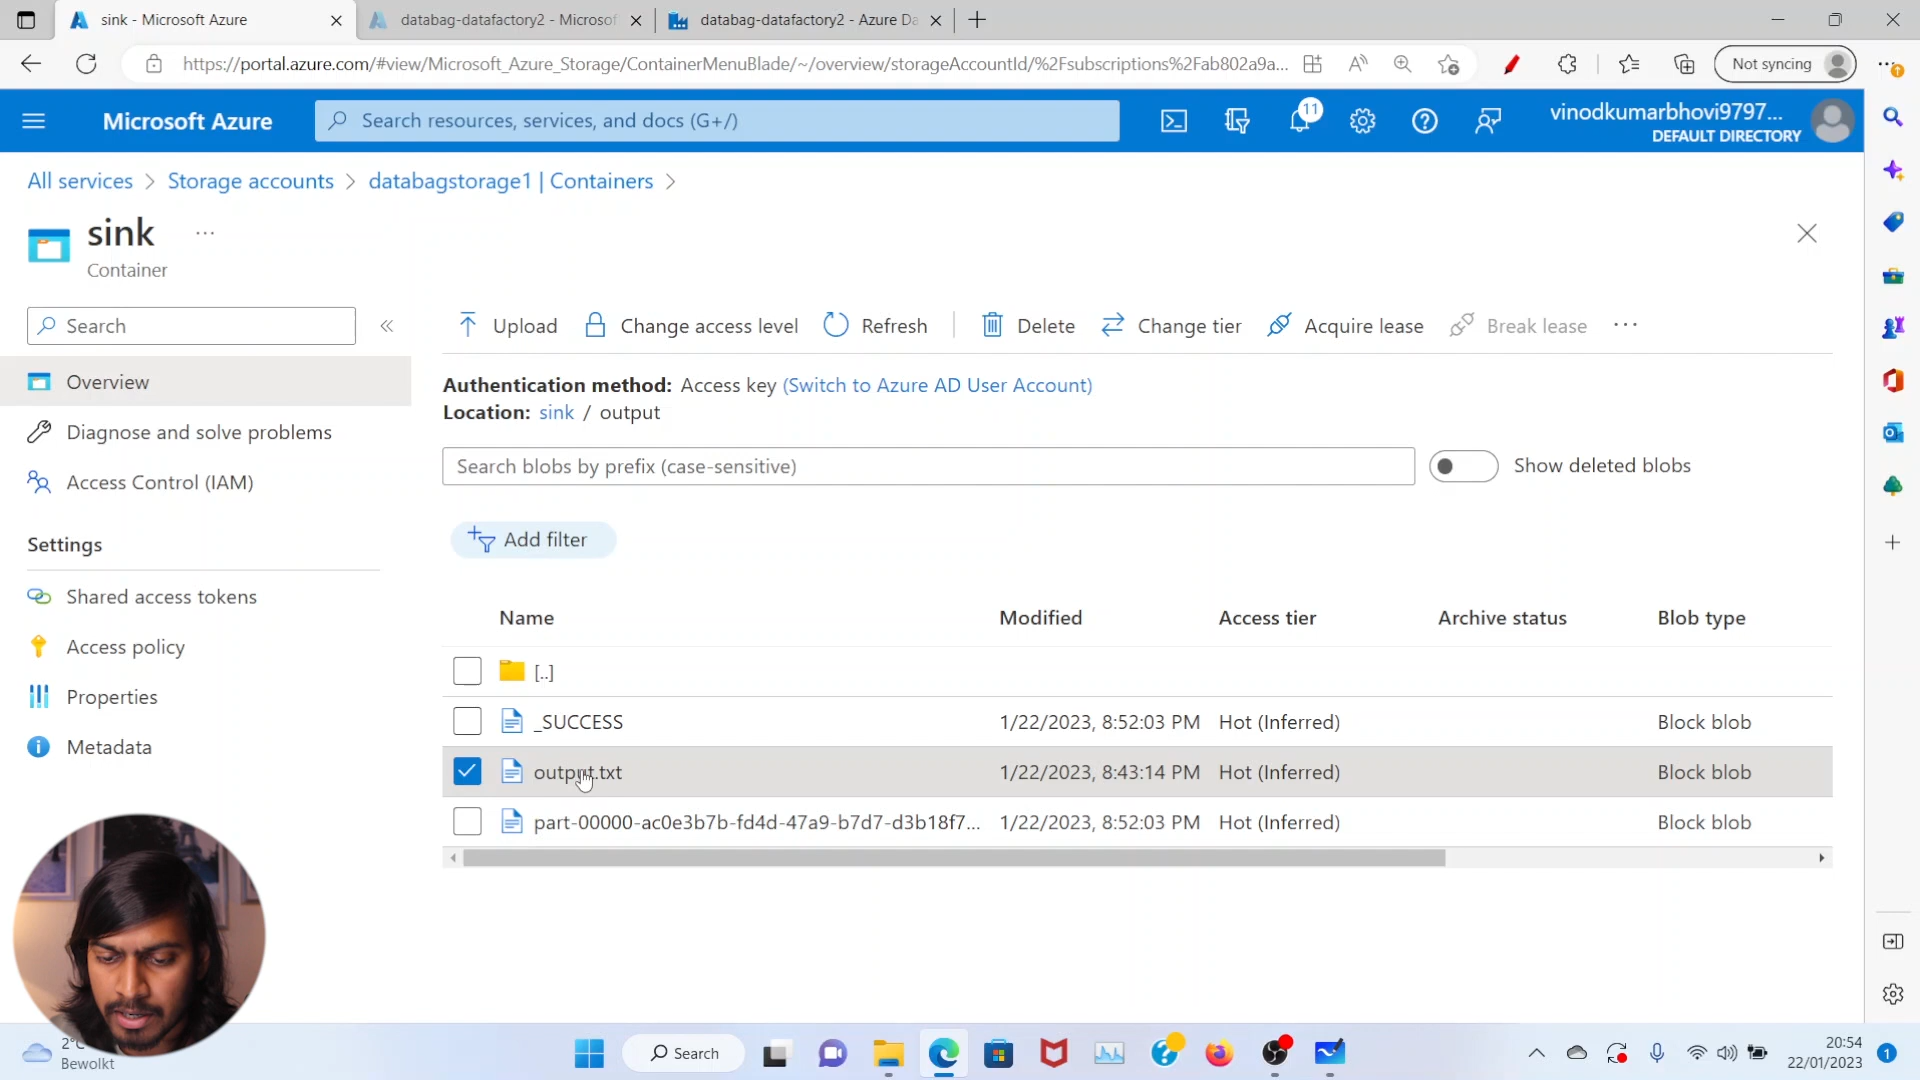 sink - Microsoft Azure
databag-datafactory2 - Microsof
databag-datafactory2 - Azure Da
https://portal.azure.com/#view/Microsoft_Azure_Storage/ContainerMenuBlade/~/overview/storageAccountId/%2Fsubscriptions%2Fab802a9a...
Not syncing
Microsoft Azure
Search resources, services, and docs (G+/)
11
vinodkumarbhovi9797...
DEFAULT DIRECTORY
All services > Storage accounts > databagstorage1 | Containers >
sink ...
Container
Search
«
Upload
Change access level
Refresh
Delete
Change tier
Acquire lease
Break lease
...
Overview
Diagnose and solve problems
Access Control (IAM)
Settings
Shared access tokens
Access policy
Properties
Metadata
Authentication method: Access key (Switch to Azure AD User Account)
Location: sink / output
Search blobs by prefix (case-sensitive)
Show deleted blobs
Add filter
Name Modified Access tier Archive status Blob type
[..]
_SUCCESS 1/22/2023, 8:52:03 PM Hot (Inferred) Block blob
output.txt 1/22/2023, 8:43:14 PM Hot (Inferred) Block blob
part-00000-ac0e3b7b-fd4d-47a9-b7d7-d3b18f7... 1/22/2023, 8:52:03 PM Hot (Inferred) Block blob
Bewolkt
Search
20:54
22/01/2023
1